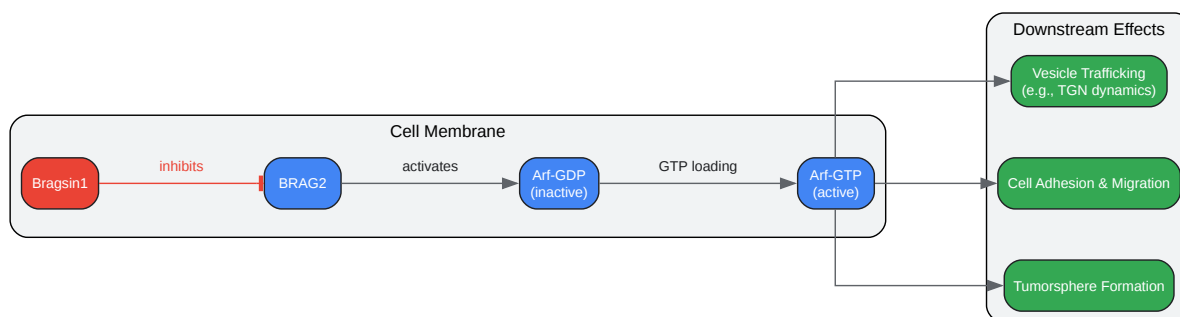 Downstream Effects
Vesicle Trafficking
(e.g., TGN dynamics)
Cell Membrane
Bragsin1
inhibits
BRAG2
activates
Arf-GDP
(inactive)
GTP loading
Arf-GTP
(active)
Cell Adhesion & Migration
Tumorsphere Formation